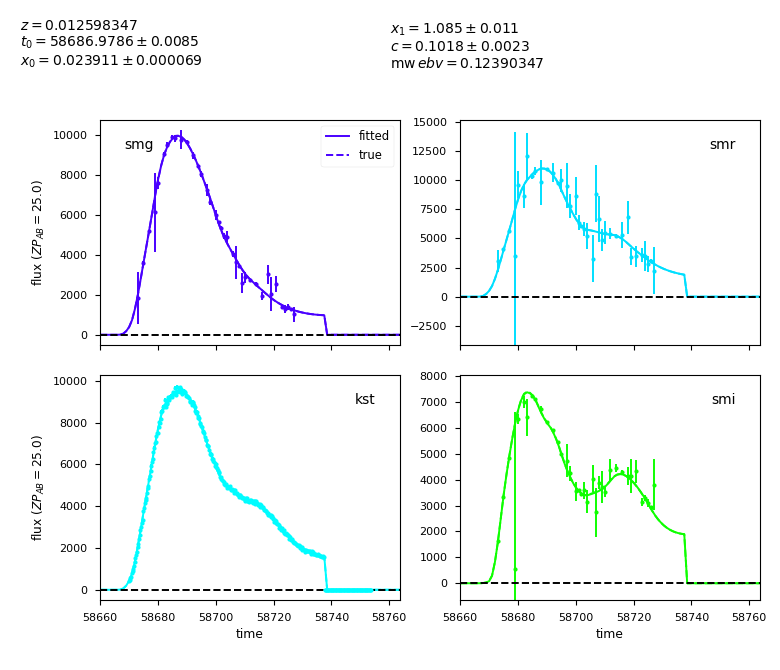 z = 0.012598347
t₀ = 58686.9786 ± 0.0085
x₀ = 0.023911 ± 0.000069
x₁ = 1.085 ± 0.011
c = 0.1018 ± 0.0023
mw ebv = 0.12390347
smg
fitted
true
flux (ZP_AB = 25.0)
10000
8000
6000
4000
2000
0
smr
15000
12500
10000
7500
5000
2500
0
−2500
kst
flux (ZP_AB = 25.0)
10000
8000
6000
4000
2000
0
58660 58680 58700 58720 58740 58760
time
smi
8000
7000
6000
5000
4000
3000
2000
1000
0
58660 58680 58700 58720 58740 58760
time